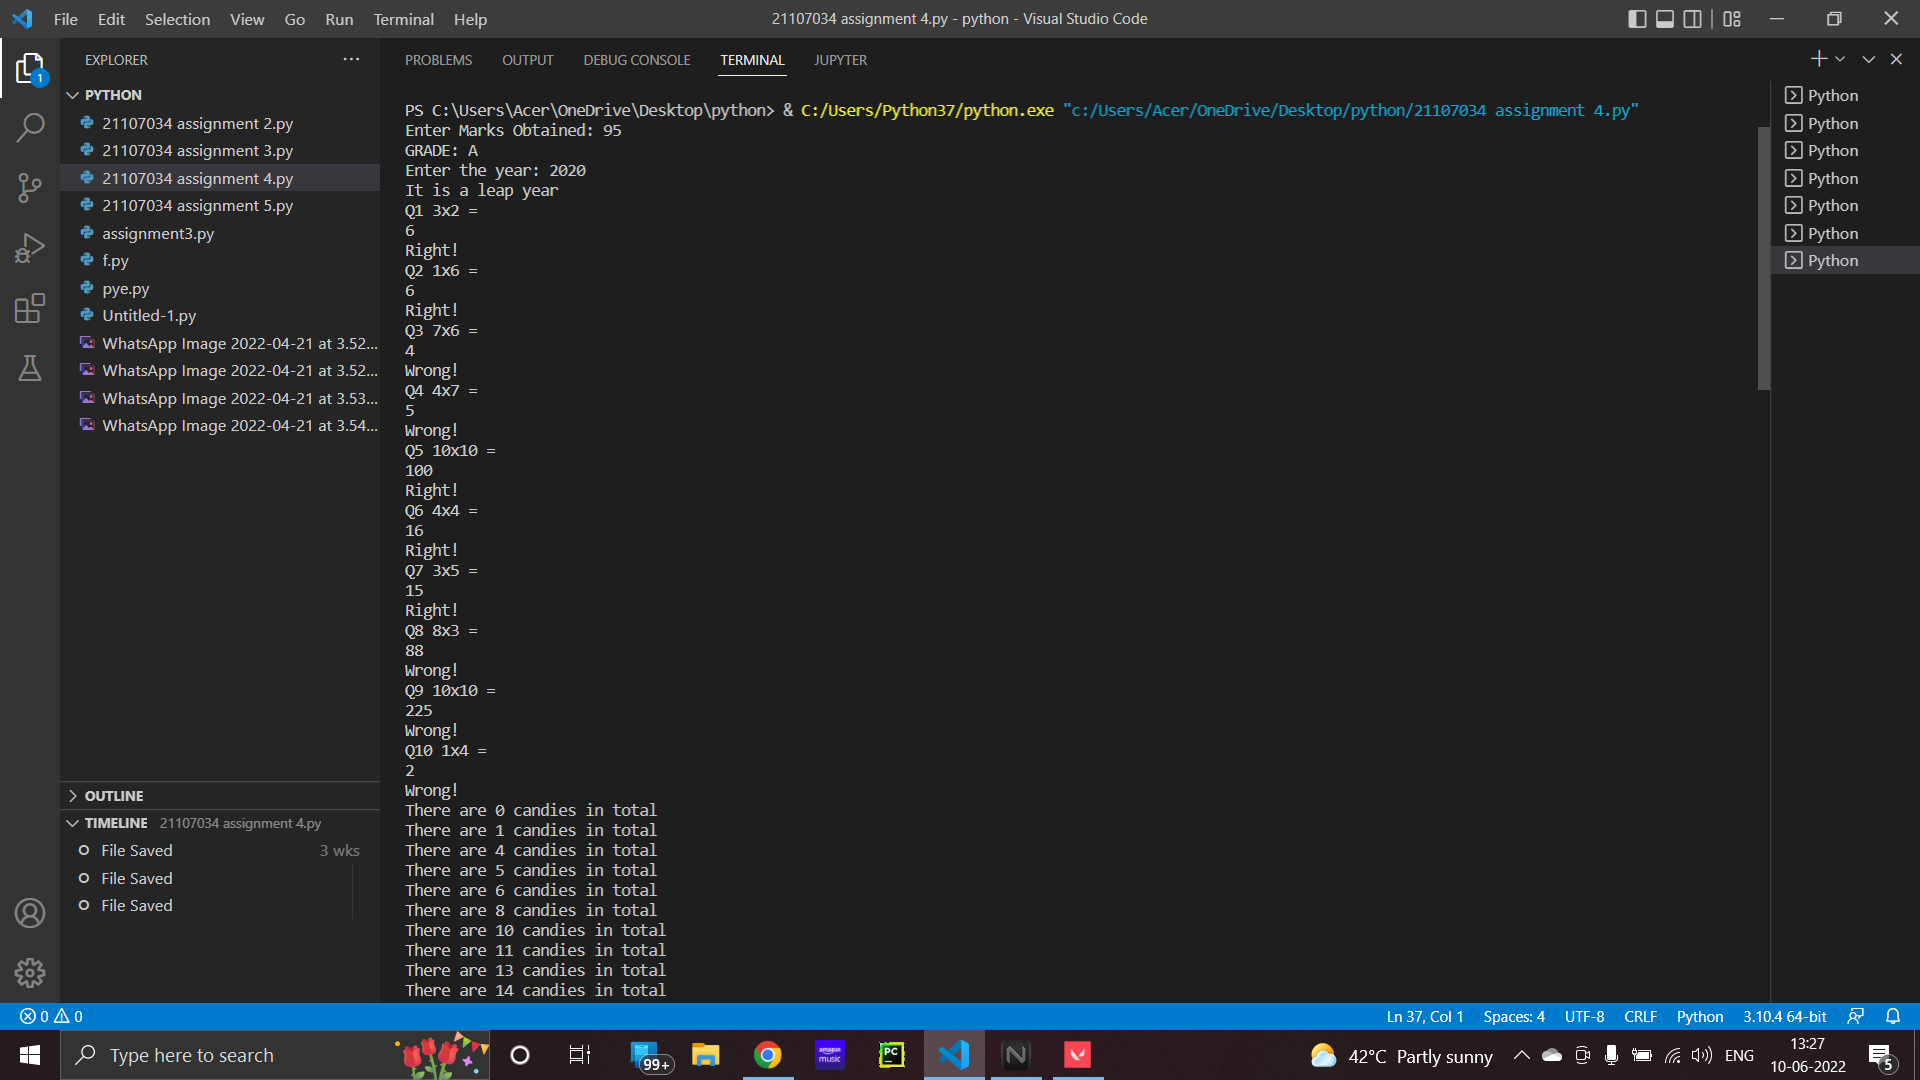 File Edit Selection View Go Run Terminal Help
21107034 assignment 4.py - python - Visual Studio Code
EXPLORER
1
PYTHON
21107034 assignment 2.py
21107034 assignment 3.py
21107034 assignment 4.py
21107034 assignment 5.py
assignment3.py
f.py
pye.py
Untitled-1.py
WhatsApp Image 2022-04-21 at 3.52...
WhatsApp Image 2022-04-21 at 3.52...
WhatsApp Image 2022-04-21 at 3.53...
WhatsApp Image 2022-04-21 at 3.54...
OUTLINE
TIMELINE 21107034 assignment 4.py
File Saved 3 wks
File Saved
File Saved
PROBLEMS OUTPUT DEBUG CONSOLE TERMINAL JUPYTER
PS C:\Users\Acer\OneDrive\Desktop\python> & C:/Users/Python37/python.exe "c:/Users/Acer/OneDrive/Desktop/python/21107034 assignment 4.py"
Enter Marks Obtained: 95
GRADE: A
Enter the year: 2020
It is a leap year
Q1 3x2 =
6
Right!
Q2 1x6 =
6
Right!
Q3 7x6 =
4
Wrong!
Q4 4x7 =
5
Wrong!
Q5 10x10 =
100
Right!
Q6 4x4 =
16
Right!
Q7 3x5 =
15
Right!
Q8 8x3 =
88
Wrong!
Q9 10x10 =
225
Wrong!
Q10 1x4 =
2
Wrong!
There are 0 candies in total
There are 1 candies in total
There are 4 candies in total
There are 5 candies in total
There are 6 candies in total
There are 8 candies in total
There are 10 candies in total
There are 11 candies in total
There are 13 candies in total
There are 14 candies in total
Python
Python
Python
Python
Python
Python
Python
0 0
Ln 37, Col 1 Spaces: 4 UTF-8 CRLF Python 3.10.4 64-bit
Type here to search
99+
amazon music
PC
N
42°C Partly sunny
ENG
13:27
10-06-2022
5